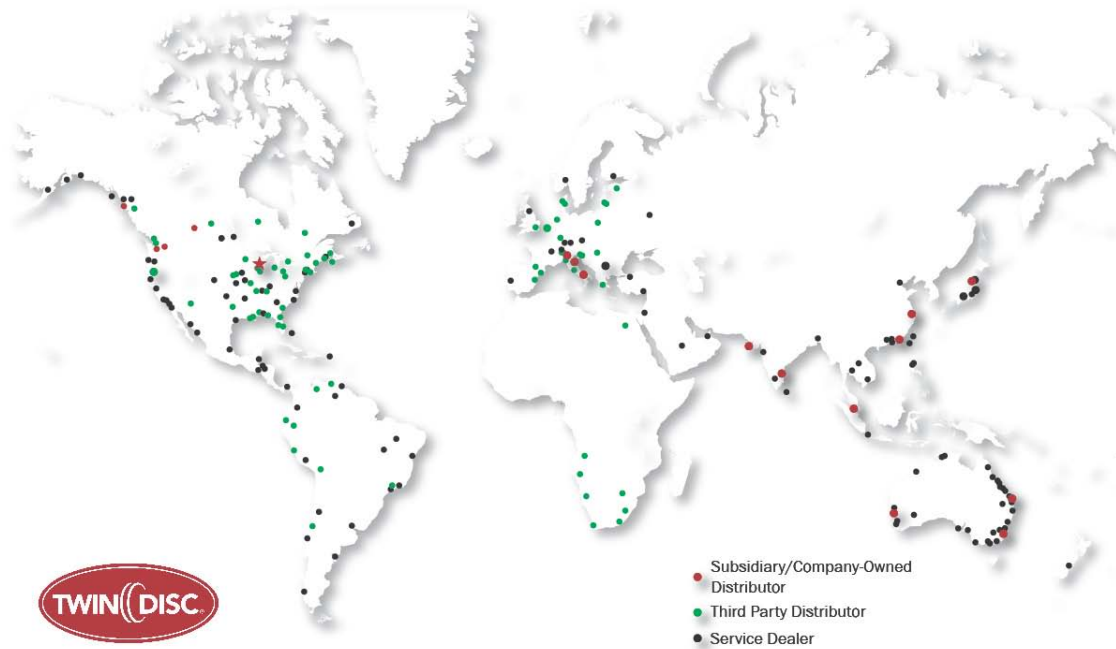 Subsidiary/Company-Owned
Distributor
Third Party Distributor
Service Dealer
TWIN DISC®